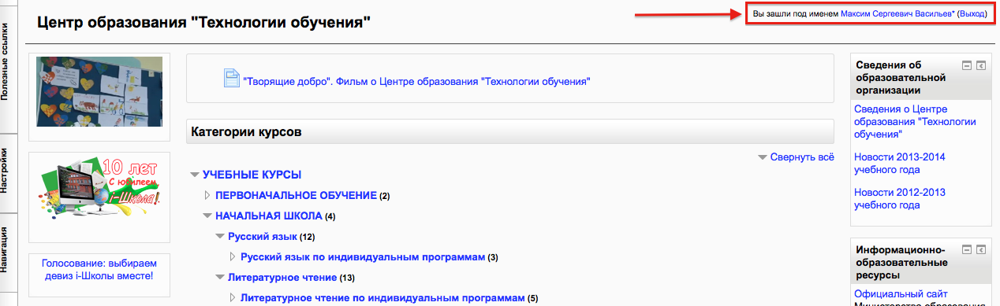 Вы зашли под именем Максим Сергеевич Васильев* (Выход)
Центр образования "Технологии обучения"
Полезные ссылки
Настройки
Навигация
10 лет
С юбилеем,
i-Школа!
Голосование: выбираем
девиз i-Школы вместе!
"Творящие добро". Фильм о Центре образования "Технологии обучения"
Категории курсов
Свернуть всё
УЧЕБНЫЕ КУРСЫ
ПЕРВОНАЧАЛЬНОЕ ОБУЧЕНИЕ (2)
НАЧАЛЬНАЯ ШКОЛА (4)
Русский язык (12)
Русский язык по индивидуальным программам (3)
Литературное чтение (13)
Литературное чтение по индивидуальным программам (5)
Сведения об
образовательной
организации
Сведения о Центре
образования "Технологии
обучения"
Новости 2013-2014
учебного года
Новости 2012-2013
учебного года
Информационно-
образовательные
ресурсы
Официальный сайт
Министерства образования